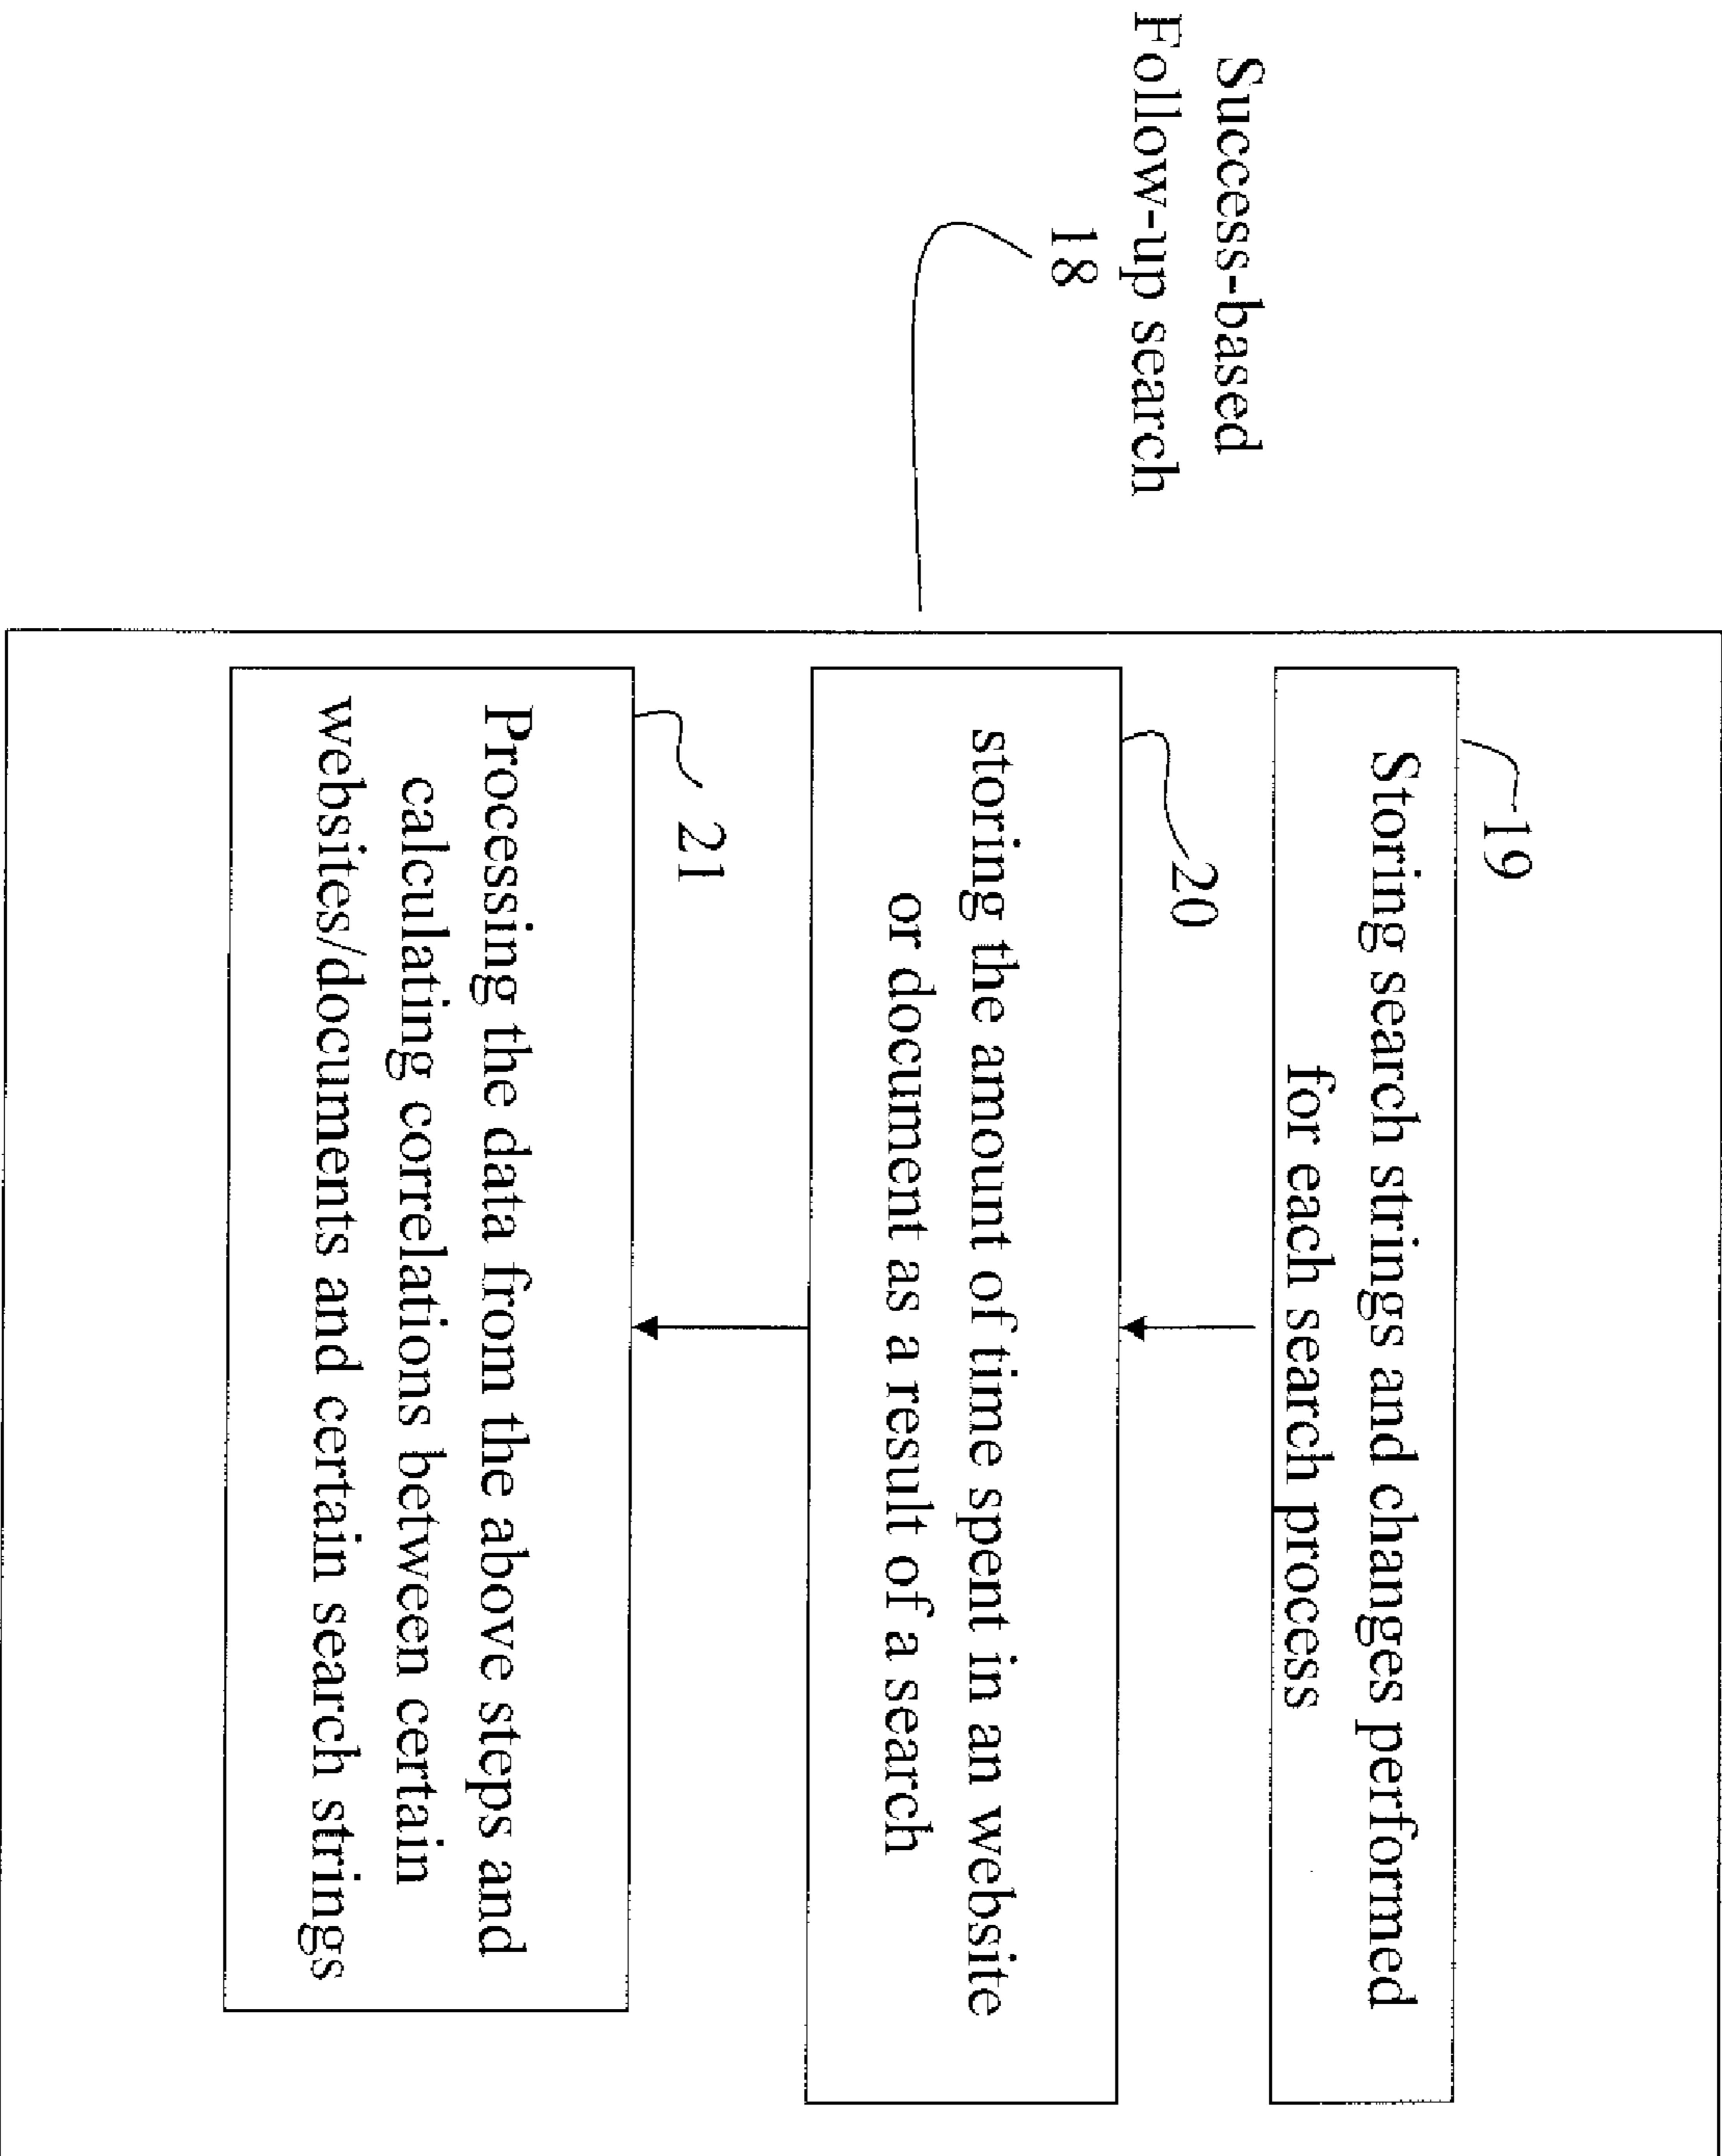 Success-based
Follow-up search
18
19
Storing search strings and changes performed
for each search process
20
storing the amount of time spent in an website
or document as a result of a search
21
Processing the data from the above steps and
calculating correlations between certain
websites/documents and certain search strings